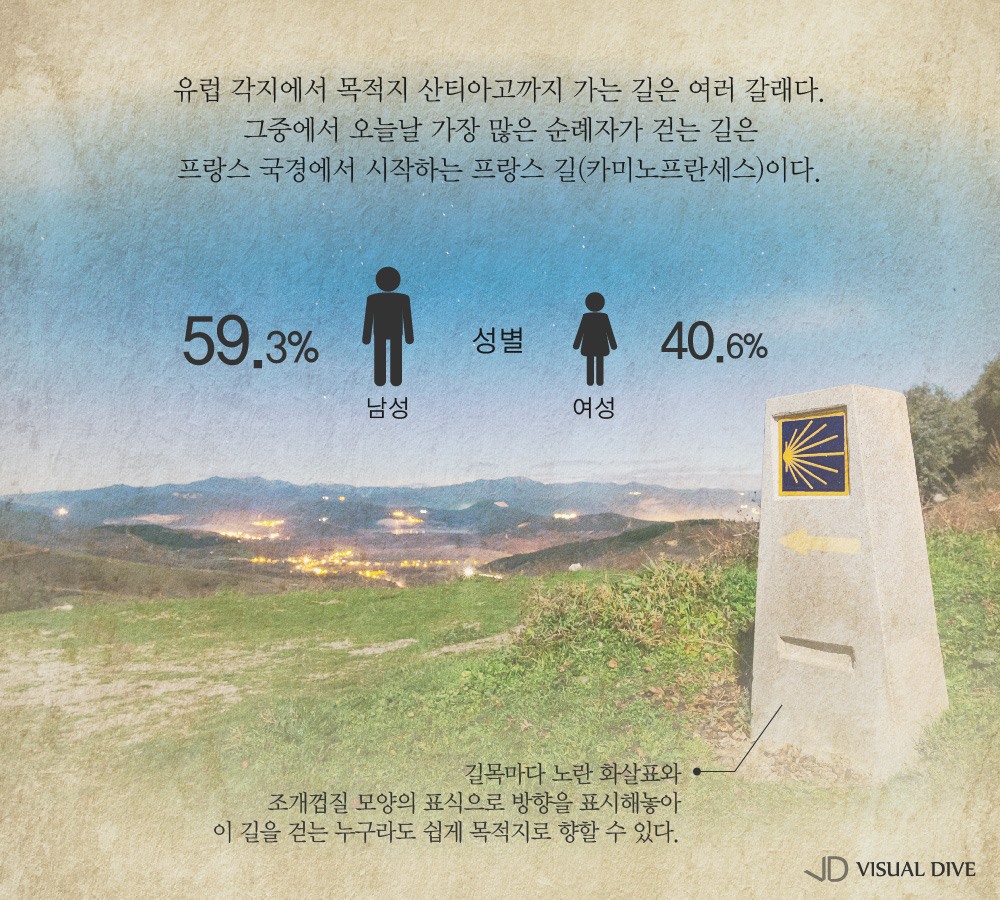 유럽 각지에서 목적지 산티아고까지 가는 길은 여러 갈래다.
그중에서 오늘날 가장 많은 순례자가 걷는 길은
프랑스 국경에서 시작하는 프랑스 길(카미노프란세스)이다.
59.3%
남성
성별
여성
40.6%
길목마다 노란 화살표와
조개껍질 모양의 표식으로 방향을 표시해놓아
이 길을 걷는 누구라도 쉽게 목적지로 향할 수 있다.
VD VISUAL DIVE